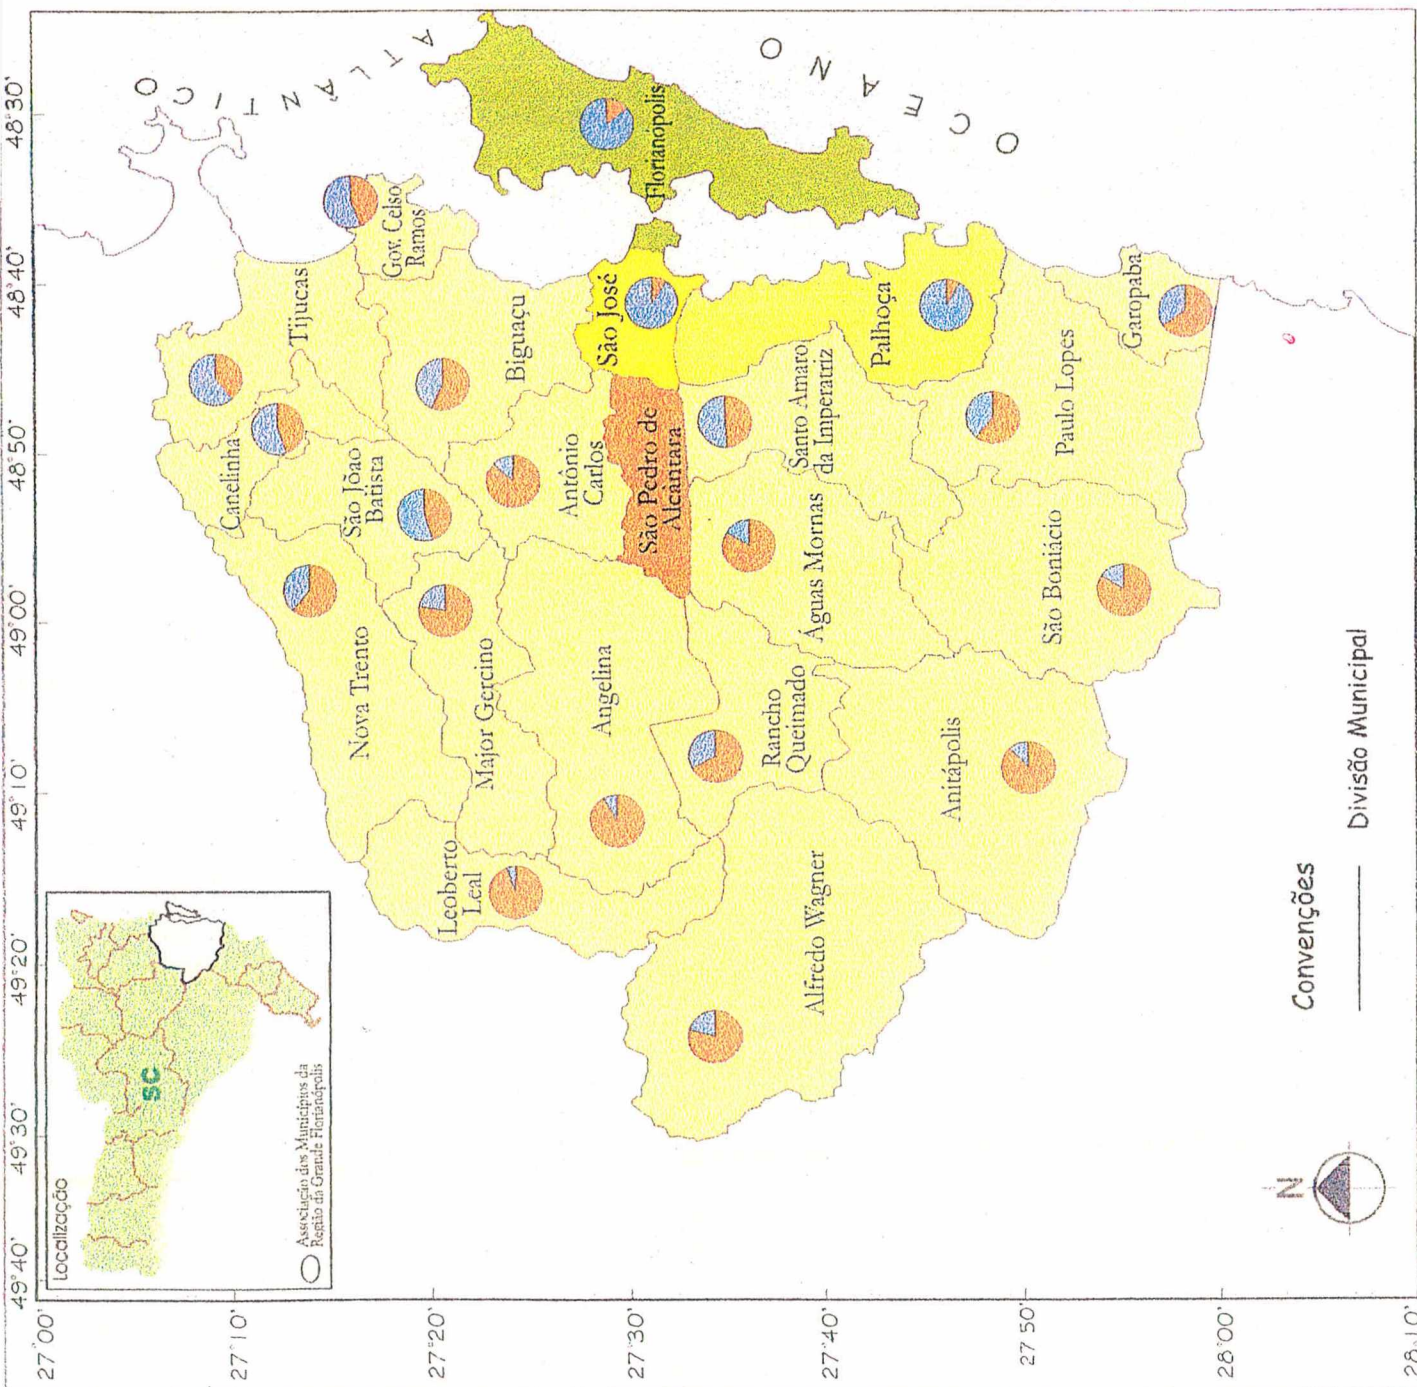 49°40'
49°30'
49°20'
49°10'
49°00'
48°50'
48°40'
48°30'
27°00'
27°10'
27°20'
27°30'
27°40'
27°50'
28°00'
28°10'
Localização
SC
Associação dos Municípios da
Região da Grande Florianópolis
OCEANO
ATLÂNTICO
Tijucas
Canelinha
Gov. Celso
Ramos
São Jõao
Batista
Nova Trento
Major Gercino
Biguaçu
Leoberto
Leal
Antônio
Carlos
Angelina
São José
Florianópolis
São Pedro de
Alcântara
Rancho
Queimado
Águas Mornas
Santo Amaro
da Imperatriz
Palhoça
Alfredo Wagner
Anitápolis
São Boniácio
Paulo Lopes
Garopaba
N
Convenções
Divisão Municipal